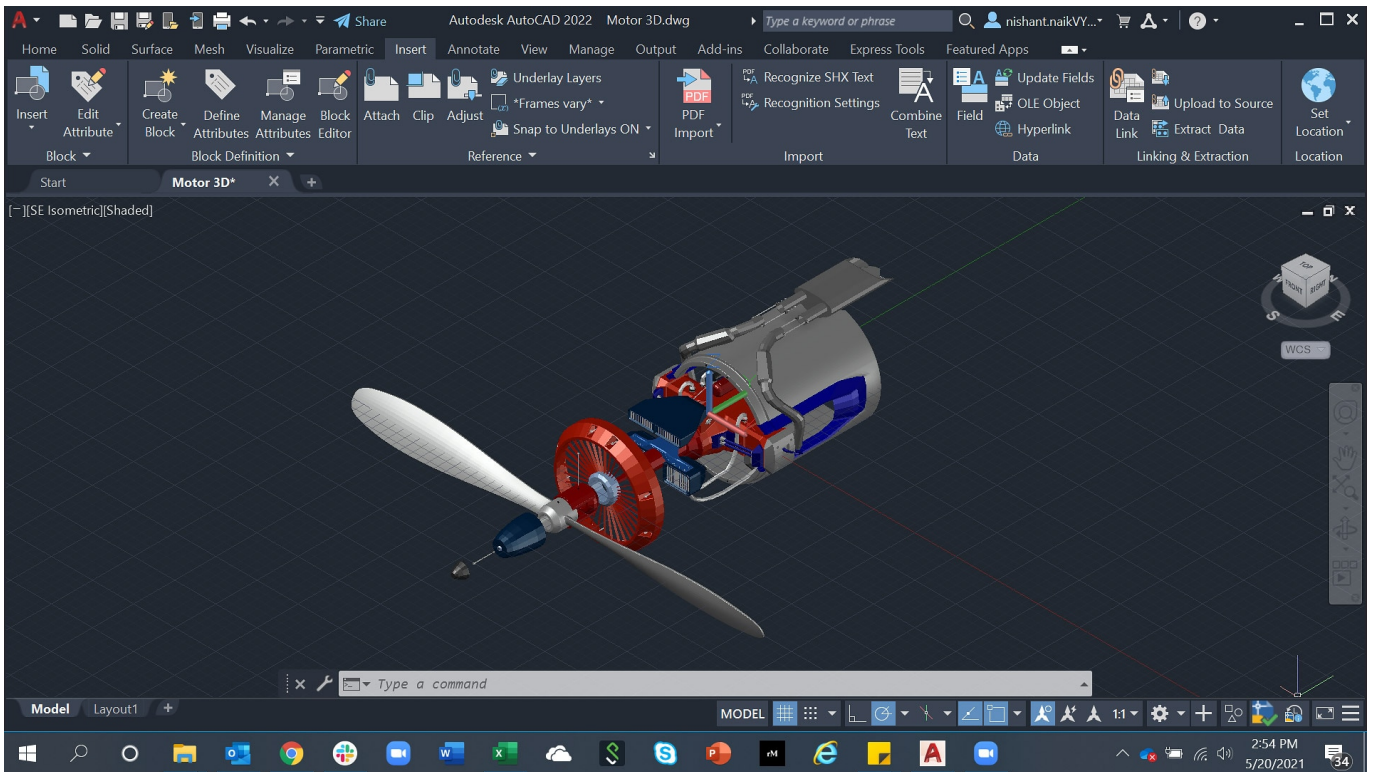 Share Autodesk AutoCAD 2022 Motor 3D.dwg Type a keyword or phrase nishant.naikVY...
Home Solid Surface Mesh Visualize Parametric Insert Annotate View Manage Output Add-ins Collaborate Express Tools Featured Apps
Insert
Edit Attribute
Create Block
Define Attributes
Manage Attributes
Block Editor
Attach
Clip
Adjust
Underlay Layers
*Frames vary*
Snap to Underlays ON
PDF
PDF Import
PDF Recognize SHX Text
PDF Recognition Settings
Combine Text
Field
Update Fields
OLE Object
Hyperlink
Data Link
Upload to Source
Extract Data
Set Location
Block Block Definition Reference Import Data Linking & Extraction Location
Start Motor 3D* +
[−][SE Isometric][Shaded]
TOP
FRONT RIGHT
W N
S E
WCS
Type a command
Model Layout1 +
MODEL 1:1
2:54 PM
5/20/2021
34